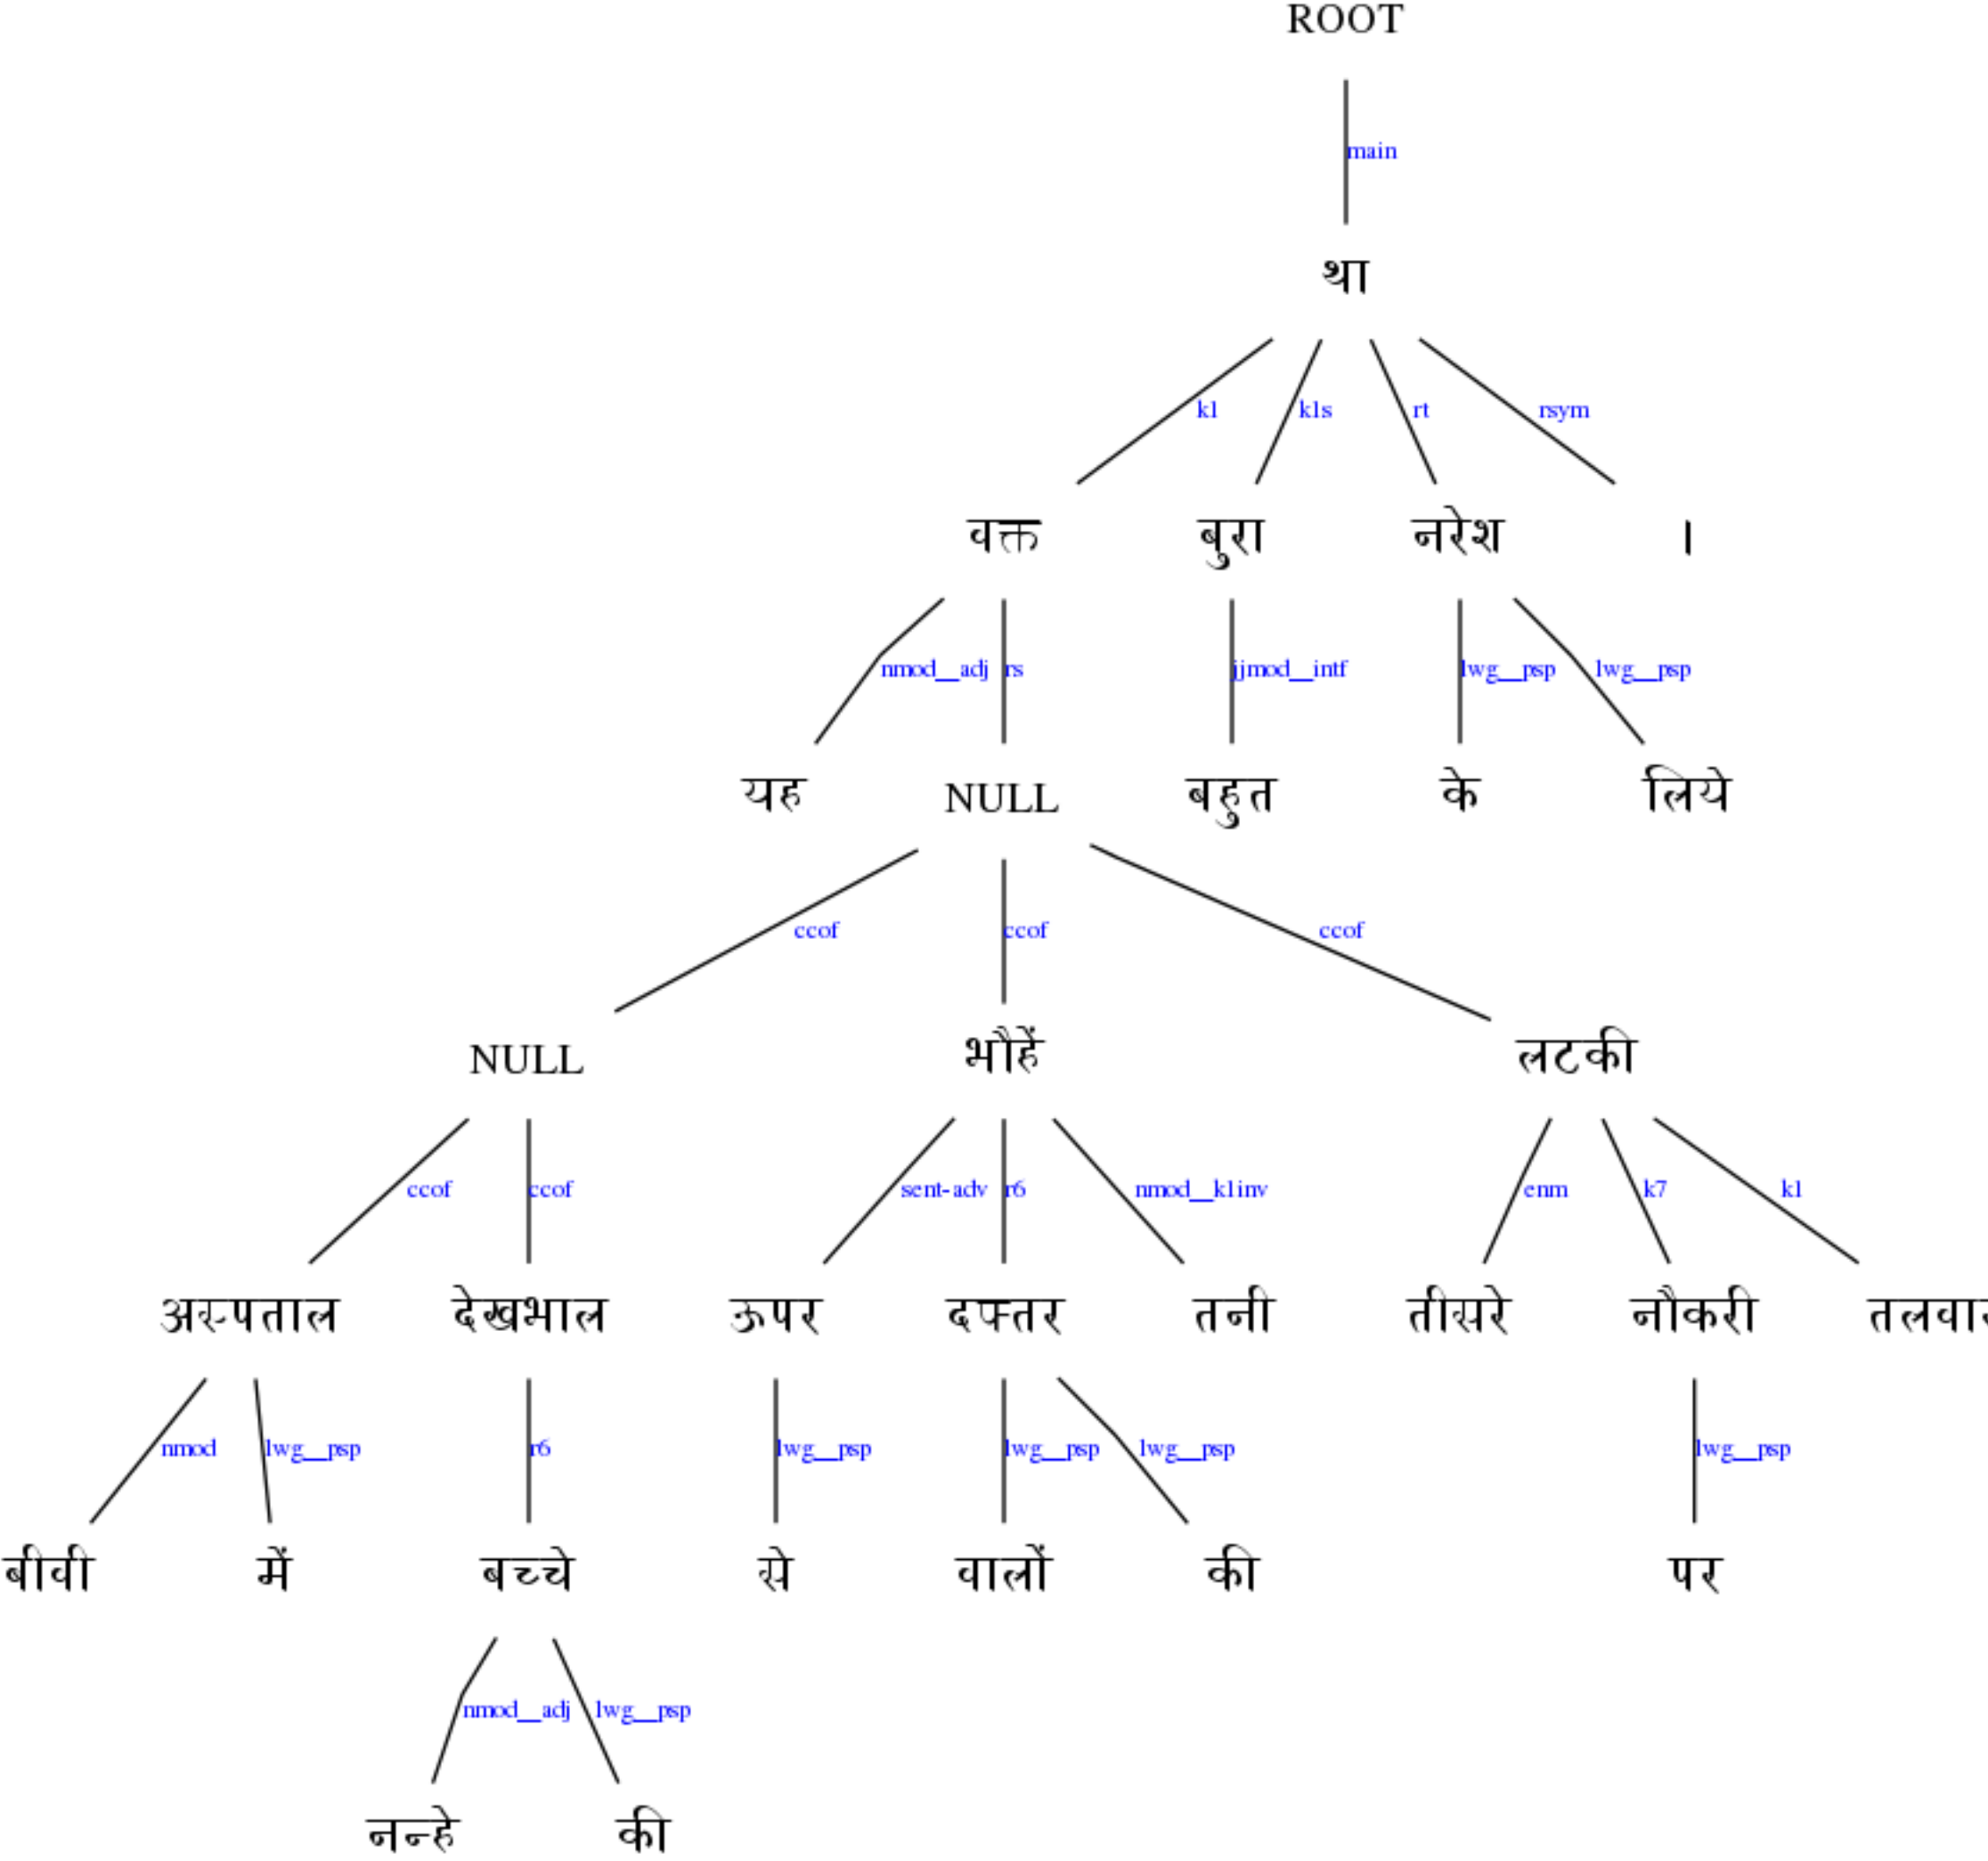 ROOT
main
था
k1 k1s rt rsym
वक्त बुरा नरेश ।
nmod__adj rs jjmod__intf lwg__psp lwg__psp
यह NULL बहुत के लिये
ccof ccof ccof
NULL भौहें लटकी
ccof ccof sent-adv r6 nmod__k1inv enm k7 k1
अस्पताल देखभाल ऊपर दफ्तर तनी तीसरे नौकरी
nmod lwg__psp r6 lwg__psp lwg__psp lwg__psp lwg__psp
बीवी में बच्चे से वालों की पर
nmod__adj lwg__psp
नन्हे की